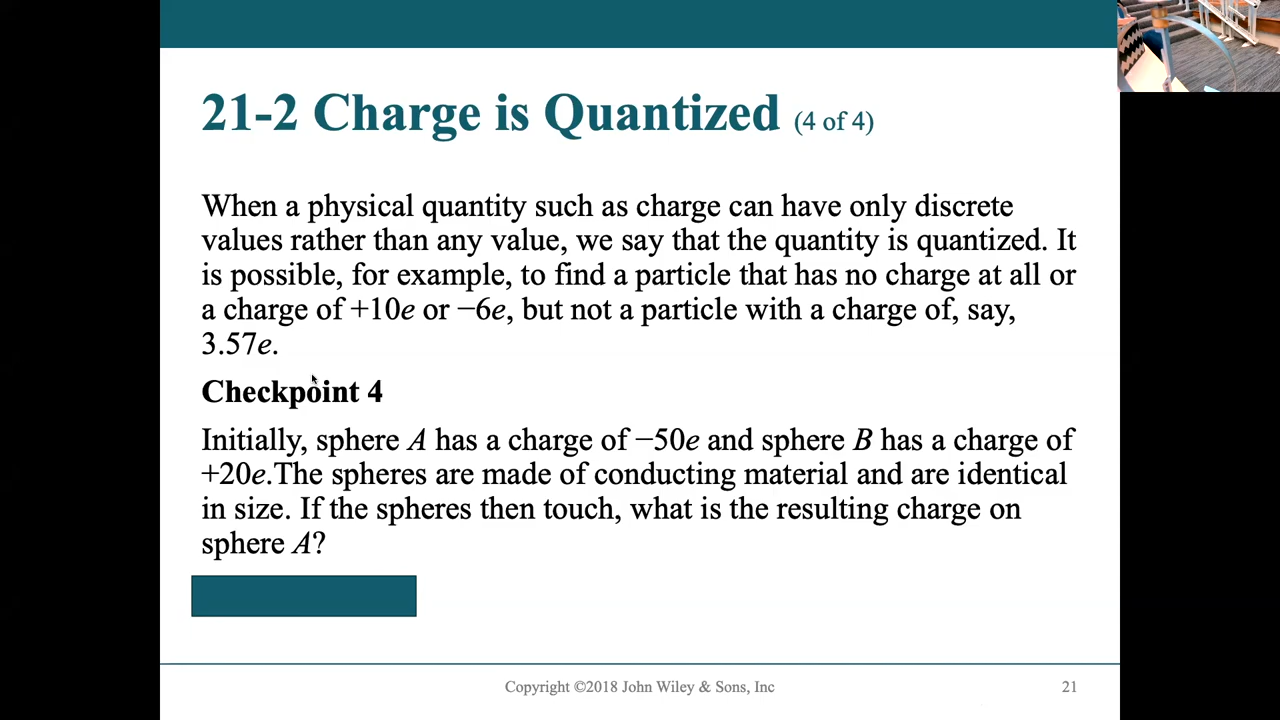 21-2 Charge is Quantized (4 of 4)
When a physical quantity such as charge can have only discrete
values rather than any value, we say that the quantity is quantized. It
is possible, for example, to find a particle that has no charge at all or
a charge of +10e or −6e, but not a particle with a charge of, say,
3.57e.
Checkpoint 4
Initially, sphere A has a charge of −50e and sphere B has a charge of
+20e.The spheres are made of conducting material and are identical
in size. If the spheres then touch, what is the resulting charge on
sphere A?
Copyright ©2018 John Wiley & Sons, Inc
21